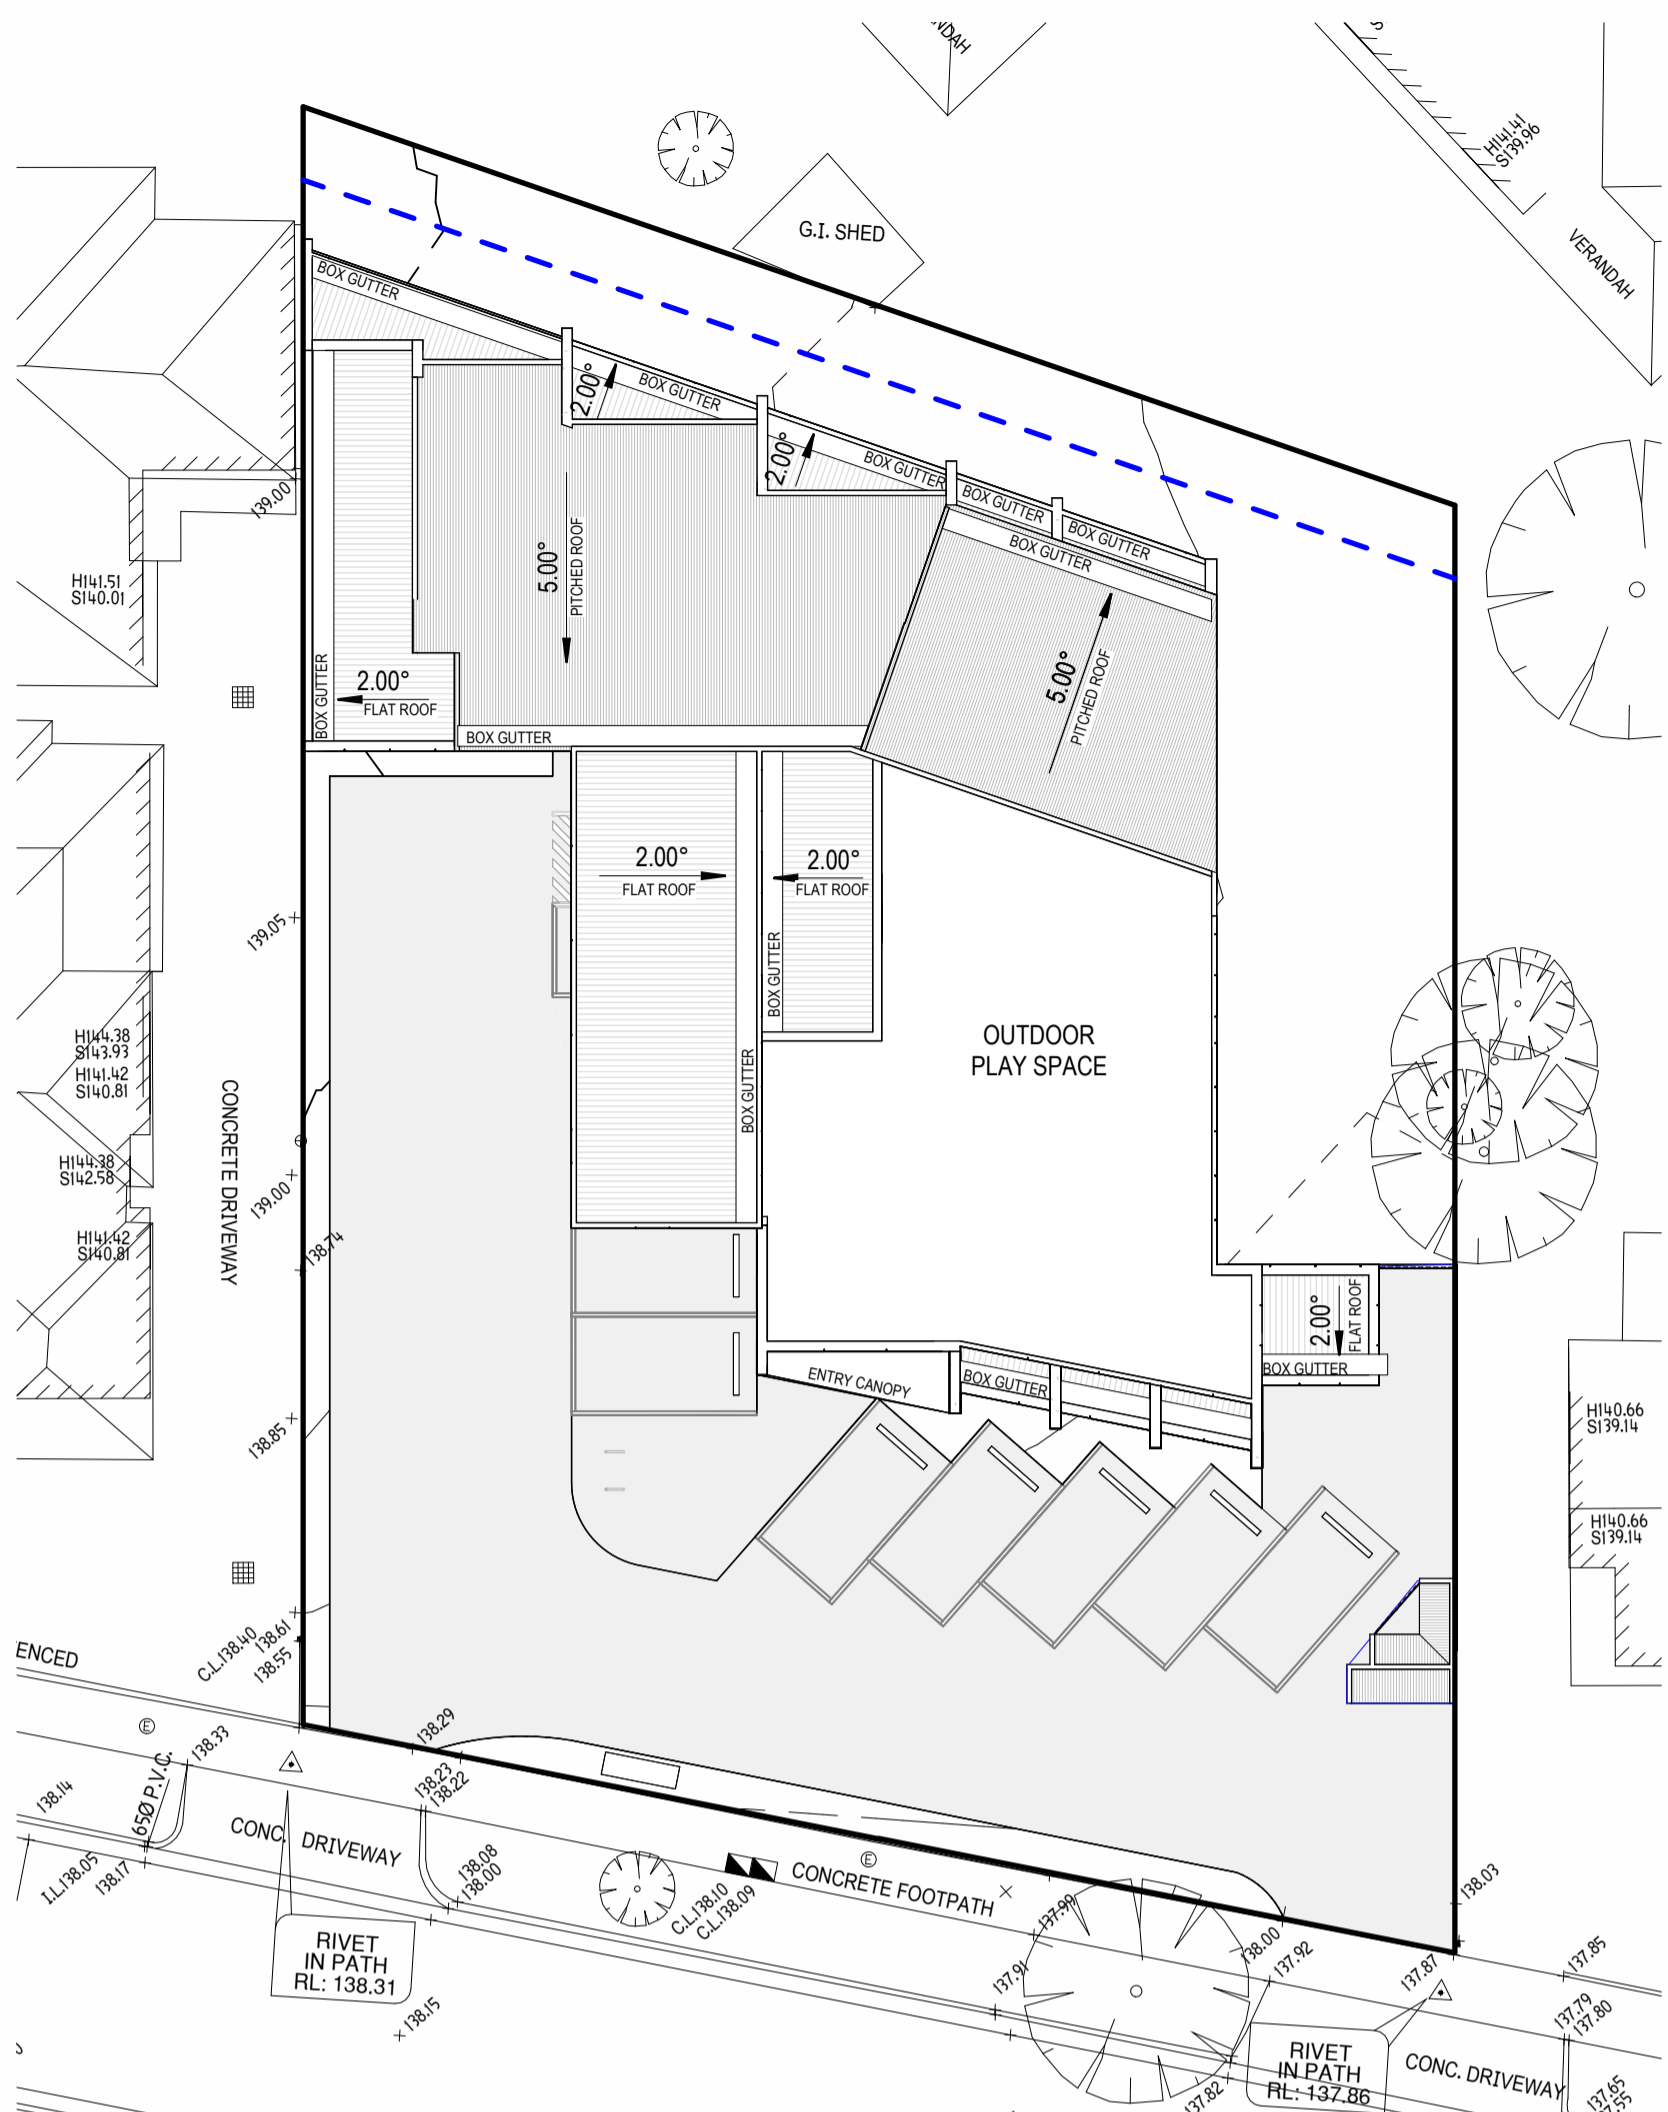 G.I. SHED
H141.41
S139.96
VERANDAH
BOX GUTTER
2.00°
BOX GUTTER
2.00°
BOX GUTTER
BOX GUTTER
BOX GUTTER
BOX GUTTER
139.00
5.00°
PITCHED ROOF
H141.51
S140.01
5.00°
PITCHED ROOF
BOX GUTTER
2.00°
FLAT ROOF
BOX GUTTER
2.00°
FLAT ROOF
2.00°
FLAT ROOF
139.05
BOX GUTTER
BOX GUTTER
OUTDOOR
PLAY SPACE
H144.38
S143.93
H141.42
S140.81
CONCRETE DRIVEWAY
H144.38
S142.58
139.00
H141.42
S140.81
138.74
2.00°
FLAT ROOF
BOX GUTTER
ENTRY CANOPY
BOX GUTTER
138.85
H140.66
S139.14
H140.66
S139.14
C.L.138.40
138.61
138.55
ENCED
E
138.33
138.29
138.23
138.22
138.14
65Ø P.V.C.
CONC. DRIVEWAY
I.L.138.05
138.17
138.08
138.00
E
C.L.138.10
C.L.138.09
CONCRETE FOOTPATH
138.03
137.99
138.00
137.92
137.91
137.87
137.85
RIVET
IN PATH
RL: 138.31
138.15
137.79
137.80
RIVET
IN PATH
RL: 137.86
CONC. DRIVEWAY
137.82
137.65